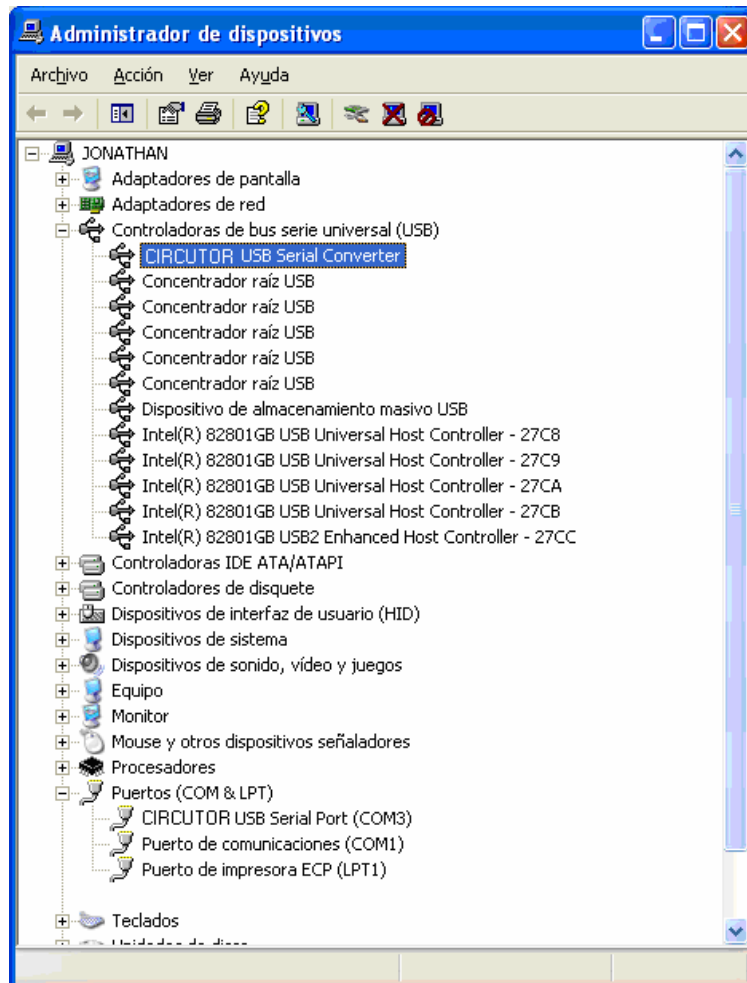 Administrador de dispositivos
Archivo Acción Ver Ayuda
JONATHAN
Adaptadores de pantalla
Adaptadores de red
Controladoras de bus serie universal (USB)
CIRCUTOR USB Serial Converter
Concentrador raíz USB
Concentrador raíz USB
Concentrador raíz USB
Concentrador raíz USB
Concentrador raíz USB
Dispositivo de almacenamiento masivo USB
Intel(R) 82801GB USB Universal Host Controller - 27C8
Intel(R) 82801GB USB Universal Host Controller - 27C9
Intel(R) 82801GB USB Universal Host Controller - 27CA
Intel(R) 82801GB USB Universal Host Controller - 27CB
Intel(R) 82801GB USB2 Enhanced Host Controller - 27CC
Controladoras IDE ATA/ATAPI
Controladores de disquete
Dispositivos de interfaz de usuario (HID)
Dispositivos de sistema
Dispositivos de sonido, vídeo y juegos
Equipo
Monitor
Mouse y otros dispositivos señaladores
Procesadores
Puertos (COM & LPT)
CIRCUTOR USB Serial Port (COM3)
Puerto de comunicaciones (COM1)
Puerto de impresora ECP (LPT1)
Teclados